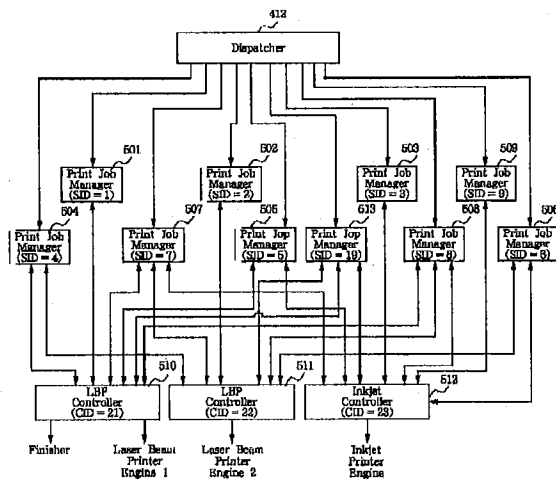 412
Dispatcher
501
Print Job
Manager
(SID = 1)
502
Print Job
Manager
(SID = 2)
503
Print Job
Manager
(SID = 3)
509
Print Job
Manager
(SID = 9)
504
Print Job
Manager
(SID = 4)
507
Print Job
Manager
(SID = 7)
505
Print Job
Manager
(SID = 5)
513
Print Job
Manager
(SID = 19)
508
Print Job
Manager
(SID = 8)
506
Print Job
Manager
(SID = 6)
510
LBP
Controller
(CID = 21)
511
LBP
Controller
(CID = 22)
512
Inkjet
Controller
(CID = 23)
Finisher
Laser Beam
Printer
Engine 1
Laser Beam
Printer
Engine 2
Inkjet
Printer
Engine